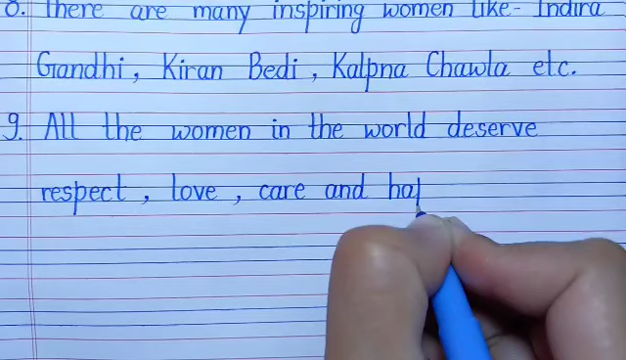 8. There are many inspiring women like- Indira
Gandhi, Kiran Bedi, Kalpna Chawla etc.
9. All the women in the world deserve
respect, love, care and